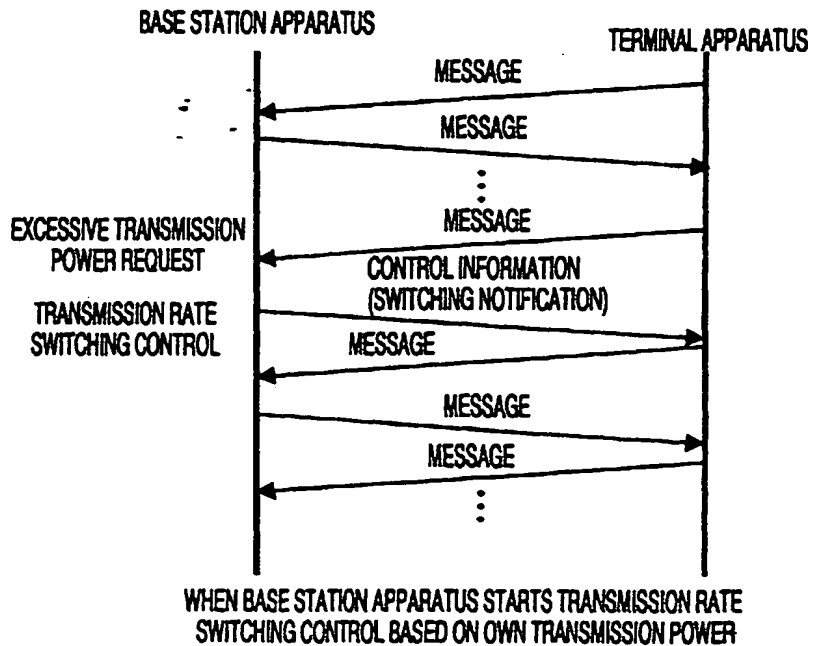 BASE STATION APPARATUS
TERMINAL APPARATUS
MESSAGE
MESSAGE
MESSAGE
EXCESSIVE TRANSMISSION
POWER REQUEST
CONTROL INFORMATION
(SWITCHING NOTIFICATION)
TRANSMISSION RATE
SWITCHING CONTROL
MESSAGE
MESSAGE
MESSAGE
WHEN BASE STATION APPARATUS STARTS TRANSMISSION RATE
SWITCHING CONTROL BASED ON OWN TRANSMISSION POWER